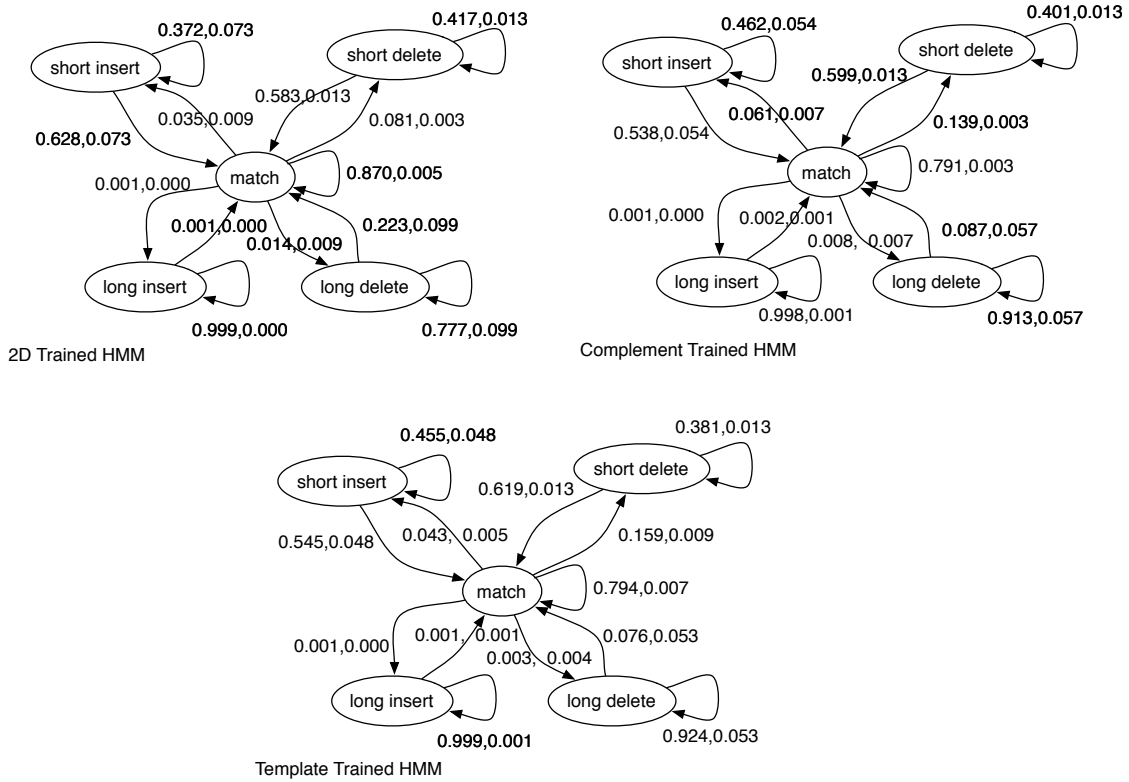 0.372,0.073
short insert
0.417,0.013
short delete
0.583,0.013
0.035,0.009
0.081,0.003
0.628,0.073
match
0.870,0.005
0.001,0.000
0.001,0.000
0.223,0.099
0.014,0.009
long insert
long delete
0.999,0.000
0.777,0.099
2D Trained HMM
0.462,0.054
short insert
0.401,0.013
short delete
0.599,0.013
0.061,0.007
0.139,0.003
0.538,0.054
match
0.791,0.003
0.001,0.000
0.002,0.001
0.087,0.057
0.008, 0.007
long insert
long delete
0.998,0.001
0.913,0.057
Complement Trained HMM
0.455,0.048
short insert
0.381,0.013
short delete
0.619,0.013
0.043, 0.005
0.159,0.009
0.545,0.048
match
0.794,0.007
0.001,0.000
0.001, 0.001
0.076,0.053
0.003, 0.004
long insert
long delete
0.999,0.001
0.924,0.053
Template Trained HMM